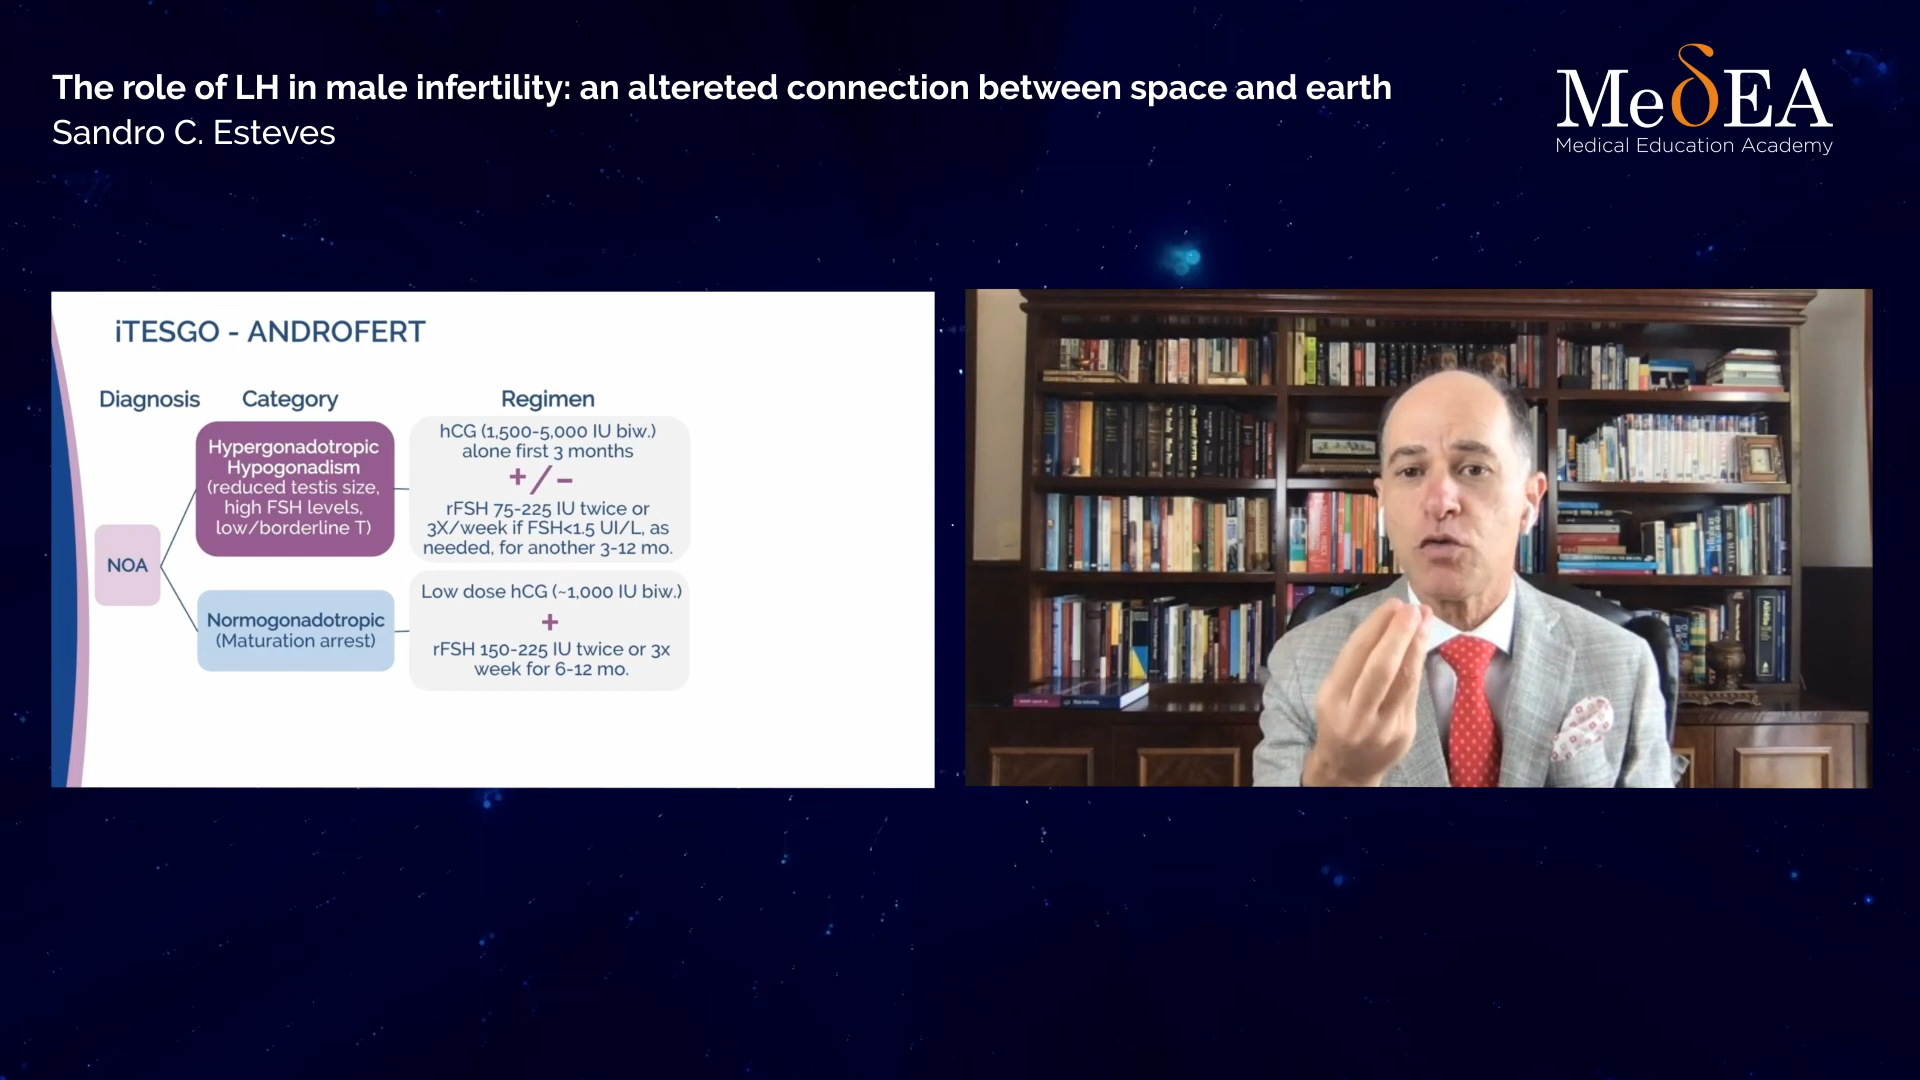 The role of LH in male infertility: an altereted connection between space and earth
Sandro C. Esteves
MeδEA
Medical Education Academy
iTESGO - ANDROFERT
Diagnosis
Category
Regimen
NOA
Hypergonadotropic
Hypogonadism
(reduced testis size,
high FSH levels,
low/borderline T)
hCG (1,500-5,000 IU biw.)
alone first 3 months
+/-
rFSH 75-225 IU twice or
3X/week if FSH<1.5 UI/L, as
needed, for another 3-12 mo.
Normogonadotropic
(Maturation arrest)
Low dose hCG (~1,000 IU biw.)
+
rFSH 150-225 IU twice or 3x
week for 6-12 mo.